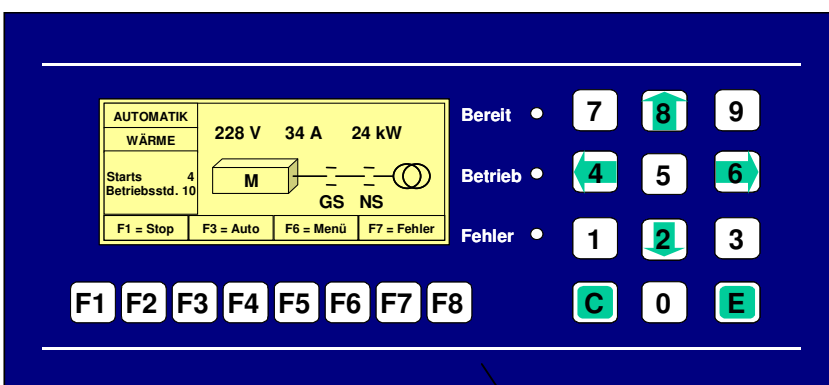 AUTOMATIK
WÄRME
228 V 34 A 24 kW
Starts 4
Betriebsstd. 10
M
GS NS
F1 = Stop F3 = Auto F6 = Menü F7 = Fehler
Bereit
Betrieb
Fehler
7 8 9
4 5 6
1 2 3
C 0 E
F1 F2 F3 F4 F5 F6 F7 F8